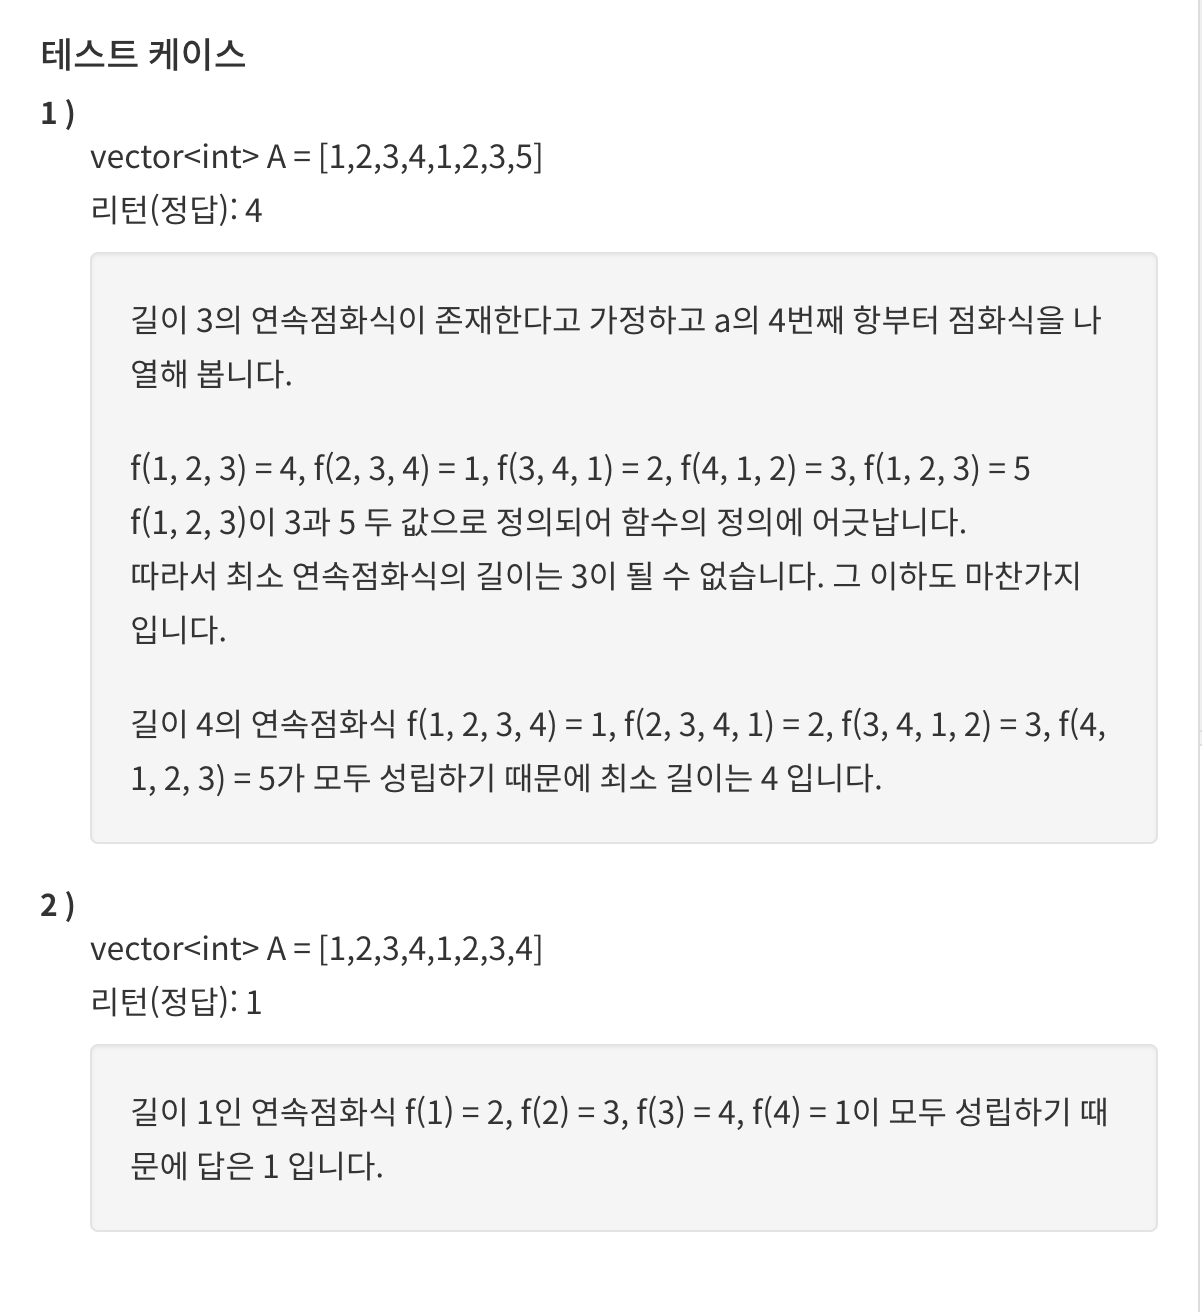 테스트 케이스
1 )
vector<int> A = [1,2,3,4,1,2,3,5]
리턴(정답): 4
길이 3의 연속점화식이 존재한다고 가정하고 a의 4번째 항부터 점화식을 나
열해 봅니다.
f(1, 2, 3) = 4, f(2, 3, 4) = 1, f(3, 4, 1) = 2, f(4, 1, 2) = 3, f(1, 2, 3) = 5
f(1, 2, 3)이 3과 5 두 값으로 정의되어 함수의 정의에 어긋납니다.
따라서 최소 연속점화식의 길이는 3이 될 수 없습니다. 그 이하도 마찬가지
입니다.
길이 4의 연속점화식 f(1, 2, 3, 4) = 1, f(2, 3, 4, 1) = 2, f(3, 4, 1, 2) = 3, f(4,
1, 2, 3) = 5가 모두 성립하기 때문에 최소 길이는 4 입니다.
2 )
vector<int> A = [1,2,3,4,1,2,3,4]
리턴(정답): 1
길이 1인 연속점화식 f(1) = 2, f(2) = 3, f(3) = 4, f(4) = 1이 모두 성립하기 때
문에 답은 1 입니다.